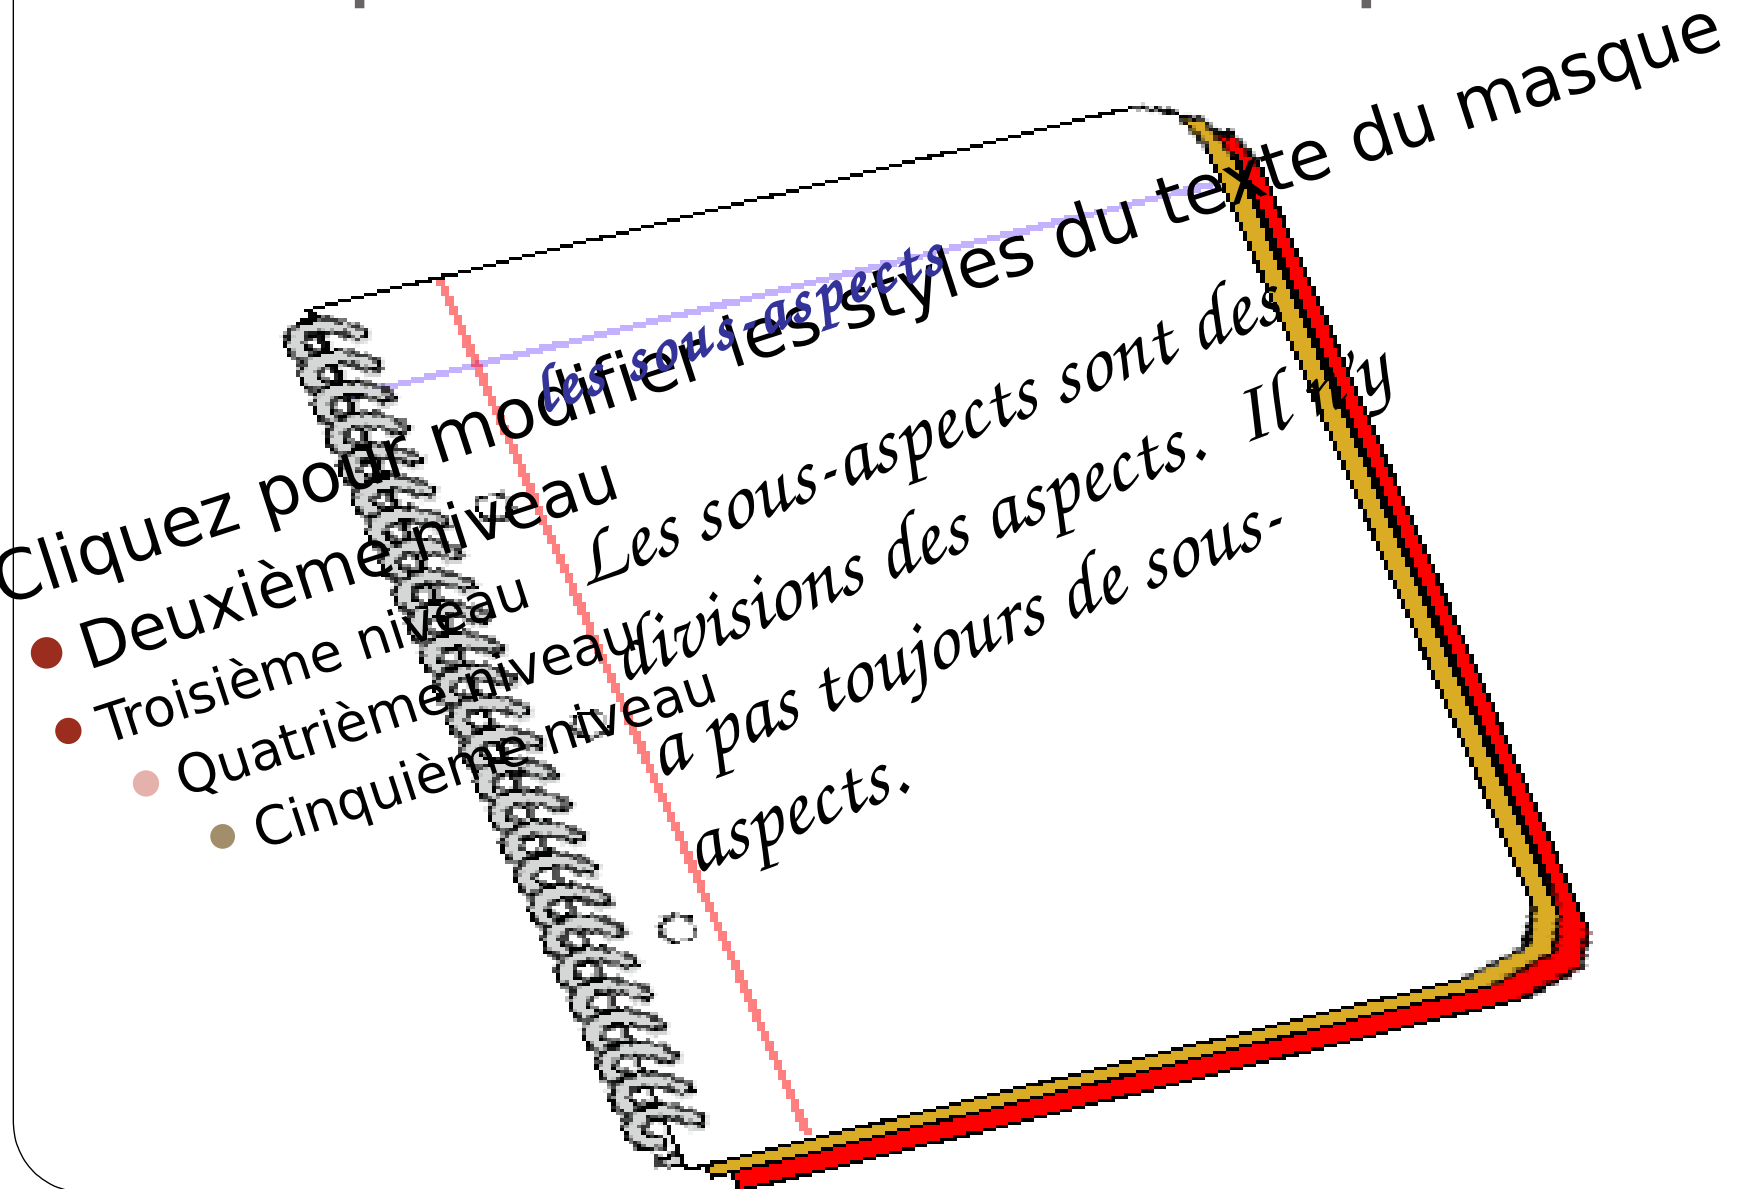 Cliquez pour modifier les styles du texte du masque
Deuxième niveau
Troisième niveau
Quatrième niveau
Cinquième niveau
les sous-aspects
Les sous-aspects sont des
divisions des aspects. Il n'y
a pas toujours de sous-
aspects.